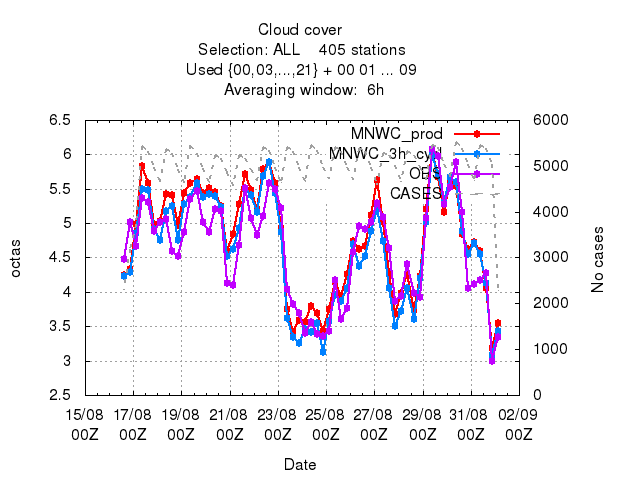 Cloud cover
Selection: ALL    405 stations
Used {00,03,...,21} + 00 01 ... 09
Averaging window:  6h
6.5 6000
MNWC_prod
6 MNWC_3h_cycl 5000
OBS
5.5 CASES
4000
5
octas 4.5 3000 No cases
4 2000
3.5
1000
3
2.5 0
15/08 17/08 19/08 21/08 23/08 25/08 27/08 29/08 31/08 02/09
00Z 00Z 00Z 00Z 00Z 00Z 00Z 00Z 00Z 00Z
Date